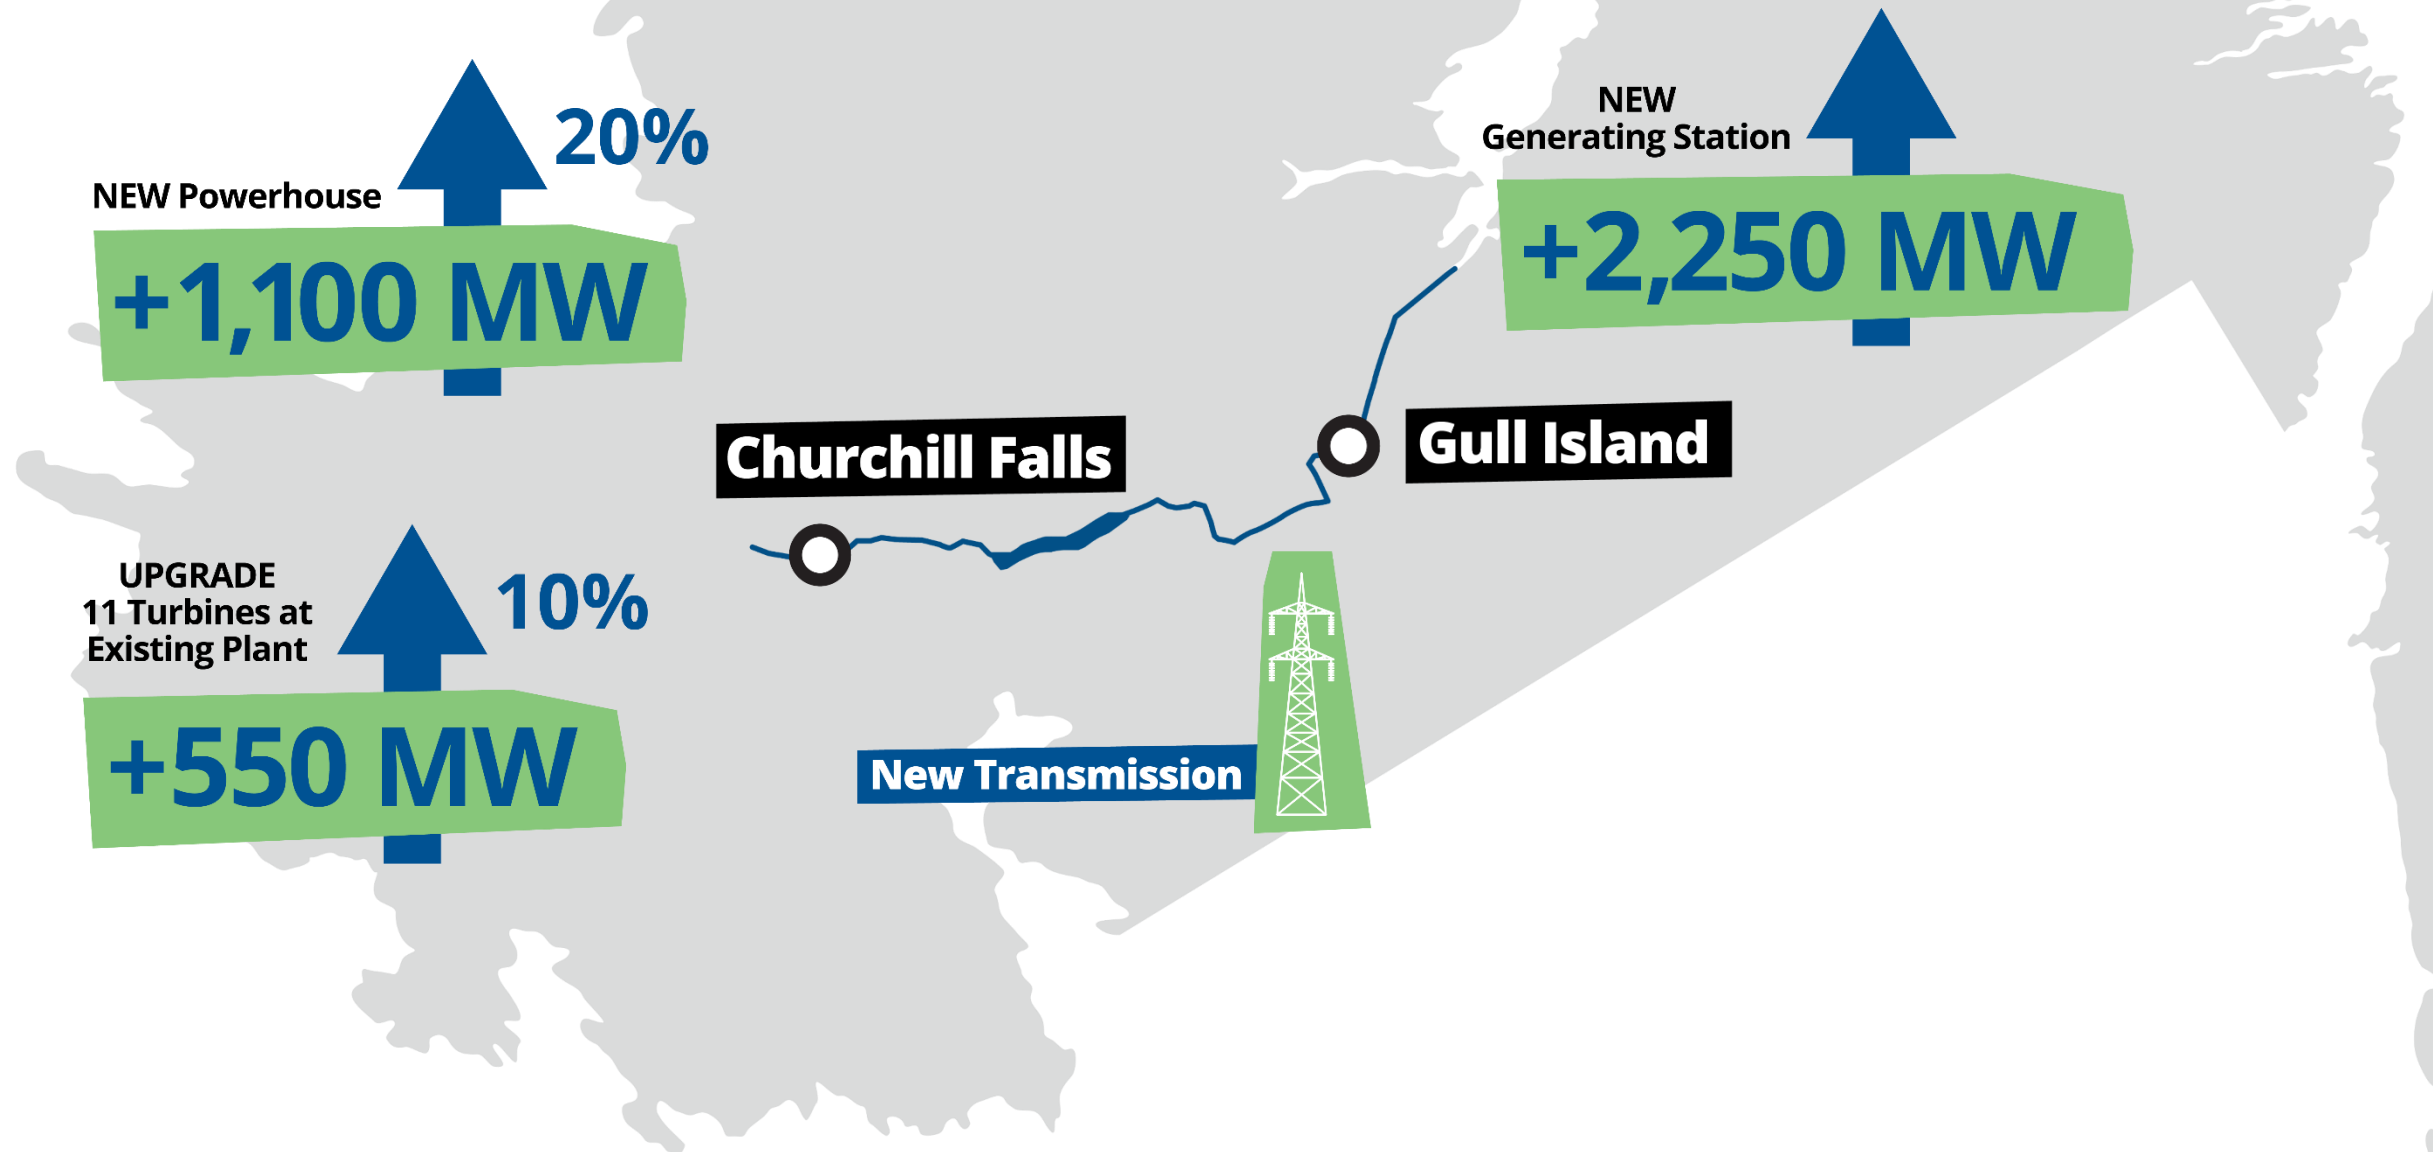 20%
NEW Powerhouse
+1,100 MW
NEW
Generating Station
+2,250 MW
Churchill Falls
Gull Island
UPGRADE
11 Turbines at
Existing Plant
10%
+550 MW
New Transmission